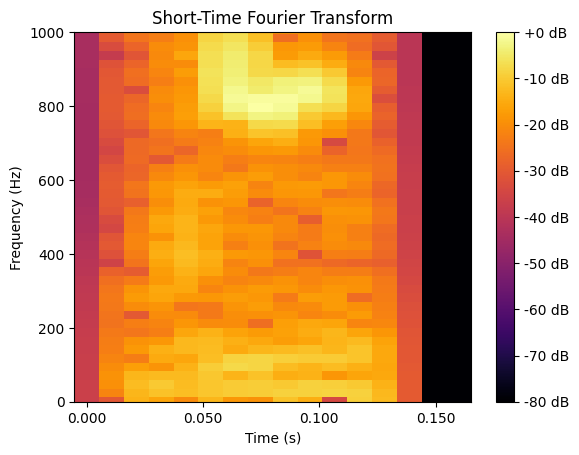 Short-Time Fourier Transform
1000
800
600
400
200
0
Frequency (Hz)
0.000
0.050
0.100
0.150
Time (s)
+0 dB
-10 dB
-20 dB
-30 dB
-40 dB
-50 dB
-60 dB
-70 dB
-80 dB